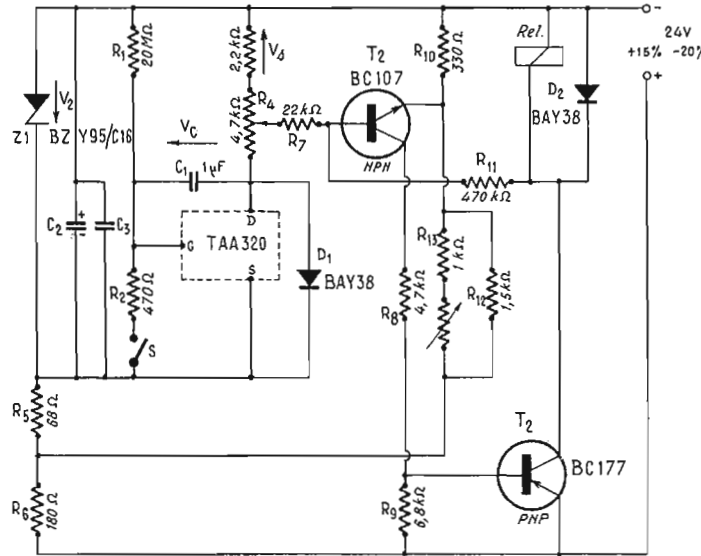 R1
20MΩ
2,2kΩ
Vδ
T2
BC107
R10
330Ω
Rel.
-
24V
+15% -20%
+
D2
BAY38
Z1
V2
BZ Y95/C16
R4
4,7kΩ
22kΩ
R7
NPN
VC
C1 1µF
R11
470kΩ
C2
+
-
C3
D
G TAA320
S
D1
BAY38
R2
470Ω
S
R8
4,7kΩ
R13
1kΩ
R12
1,5kΩ
R5
68Ω
T2
BC177
PNP
R6
180Ω
R9
6,8kΩ